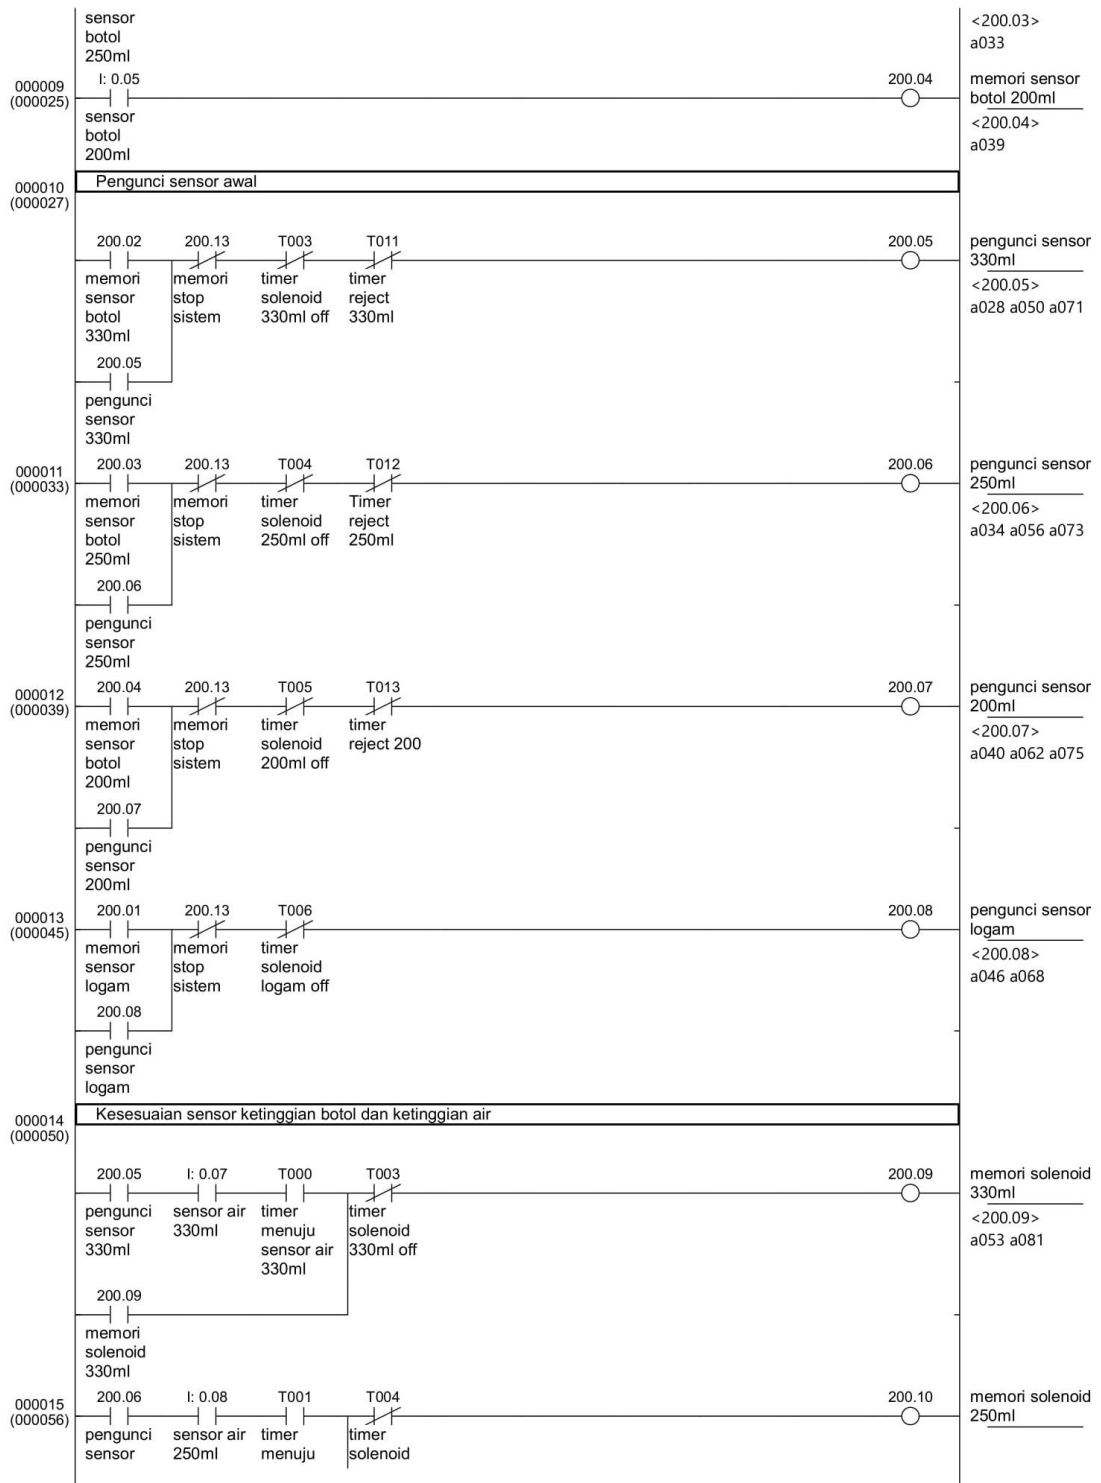 sensor
botol
250ml
<200.03>
a033
000009
(000025)
I: 0.05
200.04
sensor
botol
200ml
memori sensor
botol 200ml
<200.04>
a039
000010
(000027)
Pengunci sensor awal
200.02 200.13 T003 T011 200.05
memori
sensor
botol
330ml
memori
stop
sistem
timer
solenoid
330ml off
timer
reject
330ml
pengunci sensor
330ml
<200.05>
a028 a050 a071
200.05
pengunci
sensor
330ml
000011
(000033)
200.03 200.13 T004 T012 200.06
memori
sensor
botol
250ml
memori
stop
sistem
timer
solenoid
250ml off
Timer
reject
250ml
pengunci sensor
250ml
<200.06>
a034 a056 a073
200.06
pengunci
sensor
250ml
000012
(000039)
200.04 200.13 T005 T013 200.07
memori
sensor
botol
200ml
memori
stop
sistem
timer
solenoid
200ml off
timer
reject 200
pengunci sensor
200ml
<200.07>
a040 a062 a075
200.07
pengunci
sensor
200ml
000013
(000045)
200.01 200.13 T006 200.08
memori
sensor
logam
memori
stop
sistem
timer
solenoid
logam off
pengunci sensor
logam
<200.08>
a046 a068
200.08
pengunci
sensor
logam
000014
(000050)
Kesesuaian sensor ketinggian botol dan ketinggian air
200.05 I: 0.07 T000 T003 200.09
pengunci
sensor
330ml
sensor air
330ml
timer
menuju
sensor air
330ml
timer
solenoid
330ml off
memori solenoid
330ml
<200.09>
a053 a081
200.09
memori
solenoid
330ml
000015
(000056)
200.06 I: 0.08 T001 T004 200.10
pengunci
sensor
sensor air
250ml
timer
menuju
timer
solenoid
memori solenoid
250ml